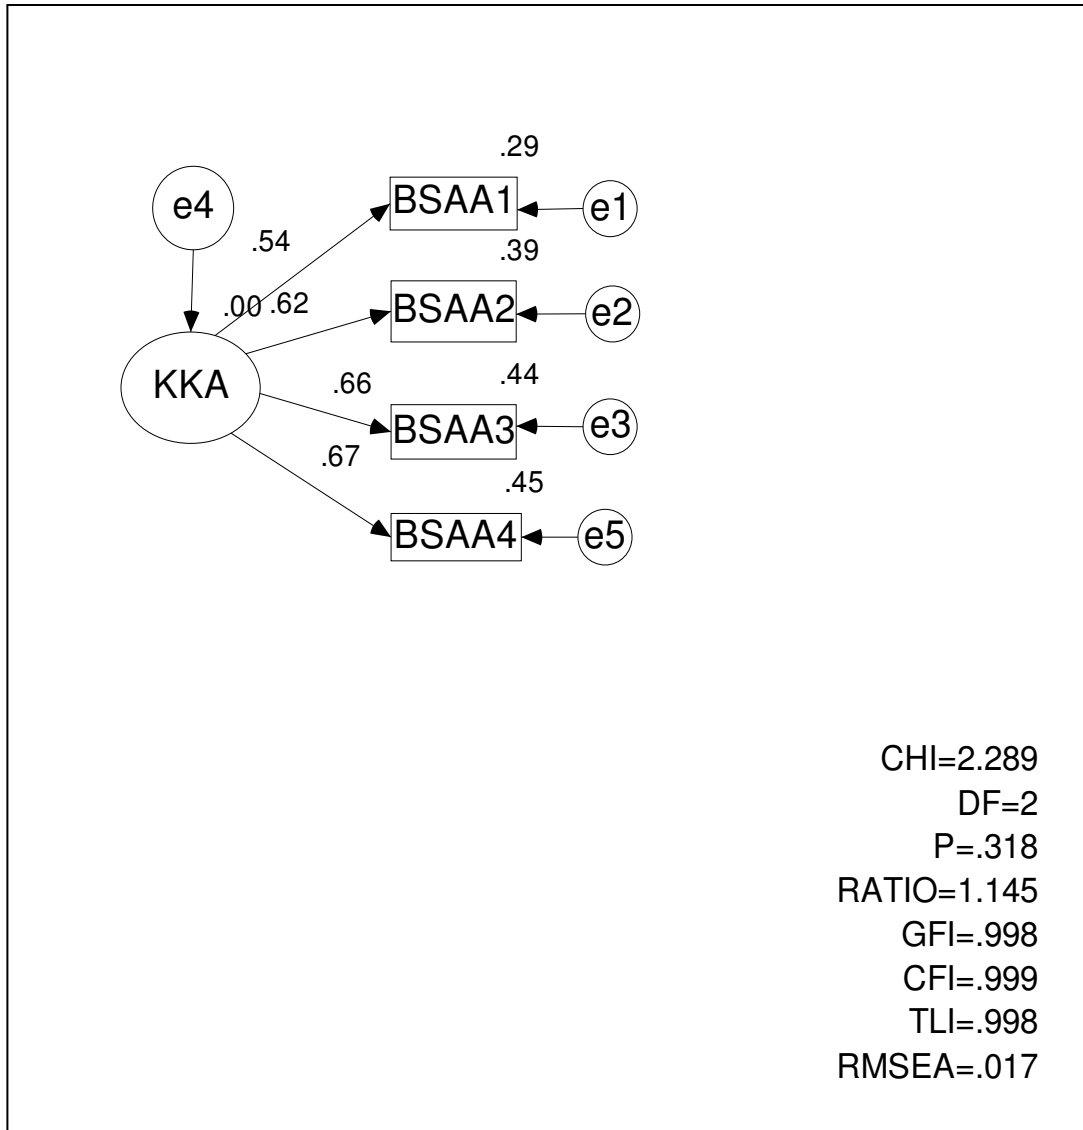 .29
e4
BSAA1
e1
.54
.39
.00
.62
BSAA2
e2
KKA
.66
.44
BSAA3
e3
.67
.45
BSAA4
e5
CHI=2.289
DF=2
P=.318
RATIO=1.145
GFI=.998
CFI=.999
TLI=.998
RMSEA=.017